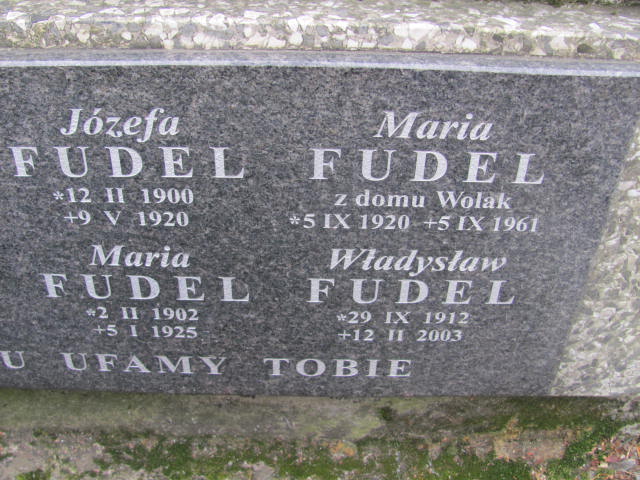 Józefa
FUDEL
*12 II 1900
+9 V 1920
Maria
FUDEL
z domu Wolak
*5 IX 1920 +5 IX 1961
Maria
FUDEL
*2 II 1902
+5 I 1925
Władysław
FUDEL
*29 IX 1912
+12 II 2003
U UFAMY TOBIE